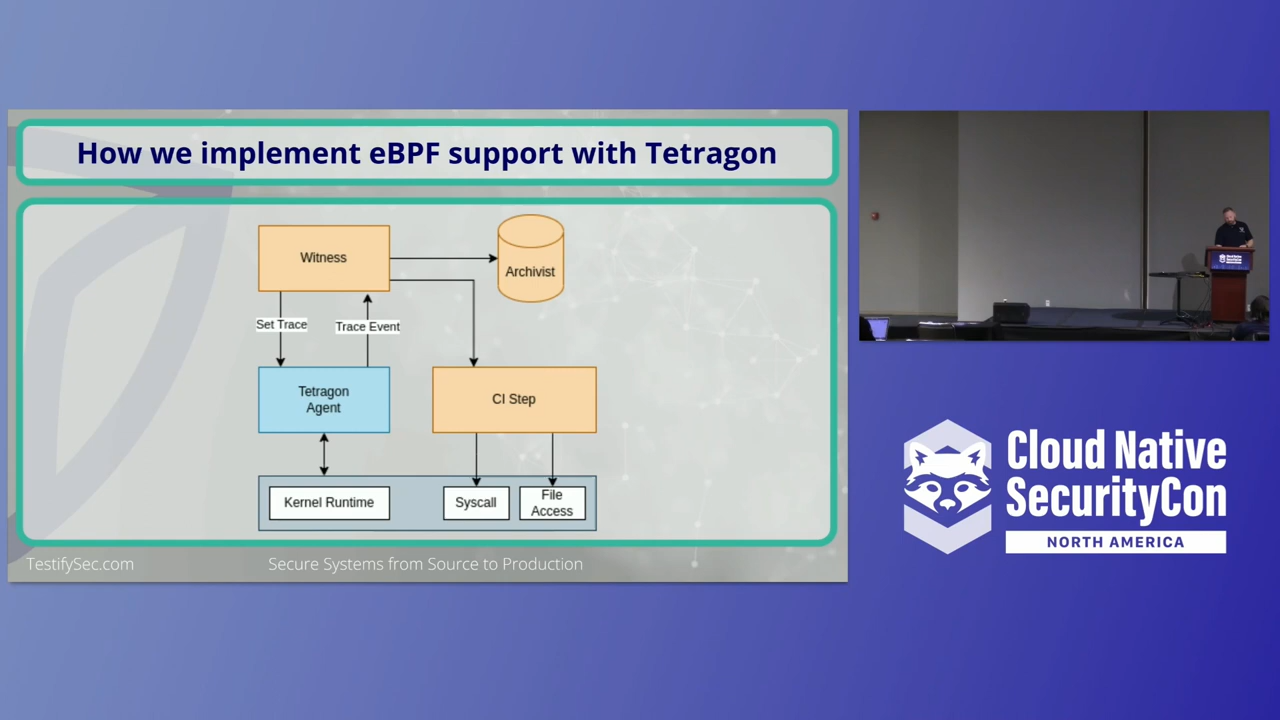 How we implement eBPF support with Tetragon
Witness
Archivist
Set Trace
Trace Event
Tetragon
Agent
CI Step
Kernel Runtime
Syscall
File
Access
TestifySec.com
Secure Systems from Source to Production
Cloud Native
SecurityCon
NORTH AMERICA